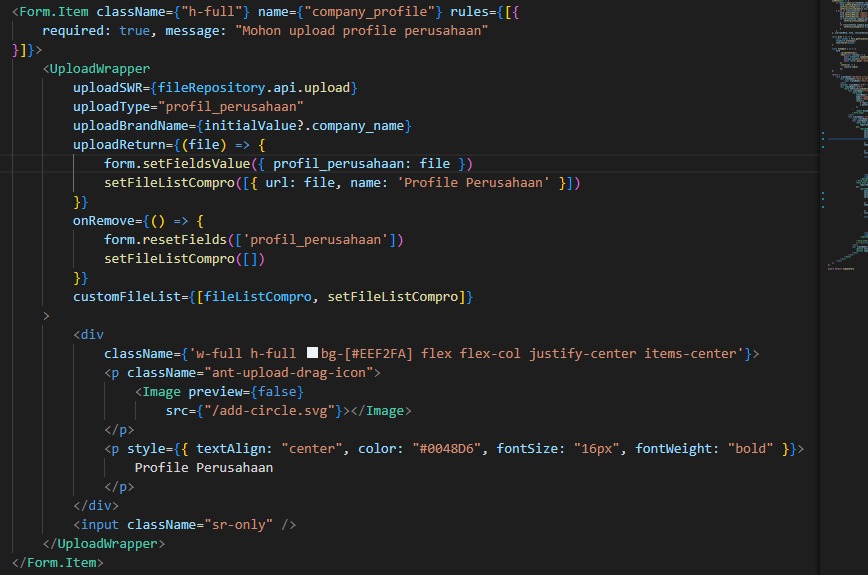 <Form.Item className={"h-full"} name={"company_profile"} rules={[{
required: true, message: "Mohon upload profile perusahaan"
}]}>
<UploadWrapper
uploadSWR={fileRepository.api.upload}
uploadType="profil_perusahaan"
uploadBrandName={initialValue?.company_name}
uploadReturn={(file) => {
form.setFieldsValue({ profil_perusahaan: file })
setFileListCompro([{ url: file, name: 'Profile Perusahaan' }])
}}
onRemove={() => {
form.resetFields(['profil_perusahaan'])
setFileListCompro([])
}}
customFileList={[fileListCompro, setFileListCompro]}
>
<div
className={'w-full h-full bg-[#EEF2FA] flex flex-col justify-center items-center'}>
<p className="ant-upload-drag-icon">
<Image preview={false}
src={"/add-circle.svg"}></Image>
</p>
<p style={{ textAlign: "center", color: "#0048D6", fontSize: "16px", fontWeight: "bold" }}>
Profile Perusahaan
</p>
</div>
<input className="sr-only" />
</UploadWrapper>
</Form.Item>